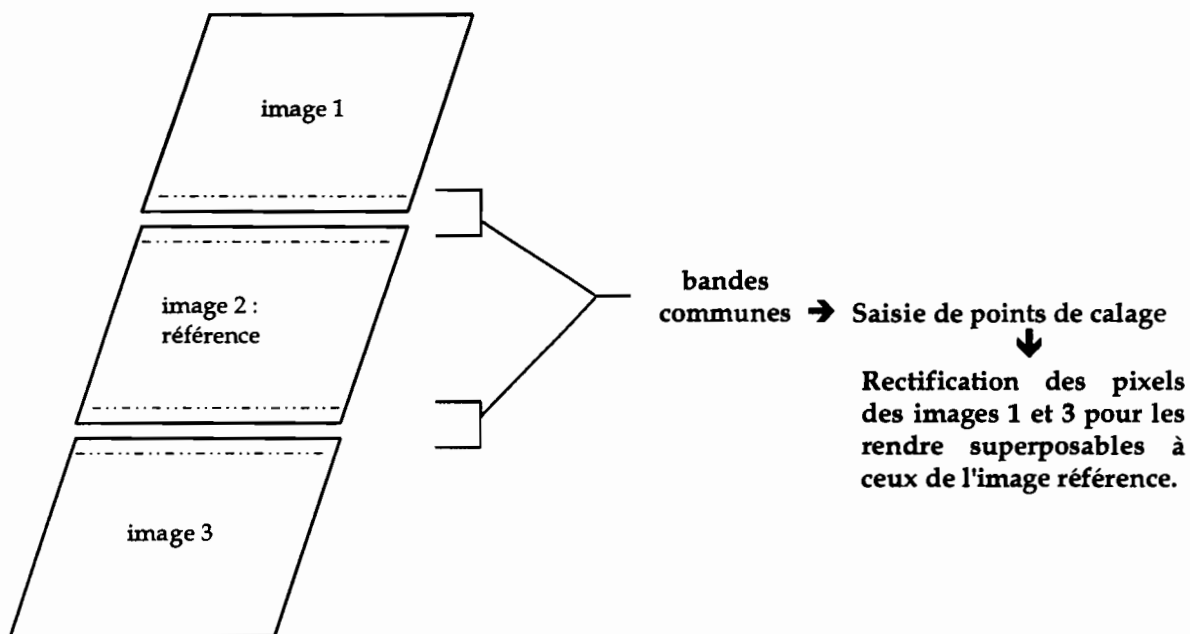 image 1
image 2 :
référence
image 3
bandes
communes ➔ Saisie de points de calage
Rectification des pixels
des images 1 et 3 pour les
rendre superposables à
ceux de l'image référence.